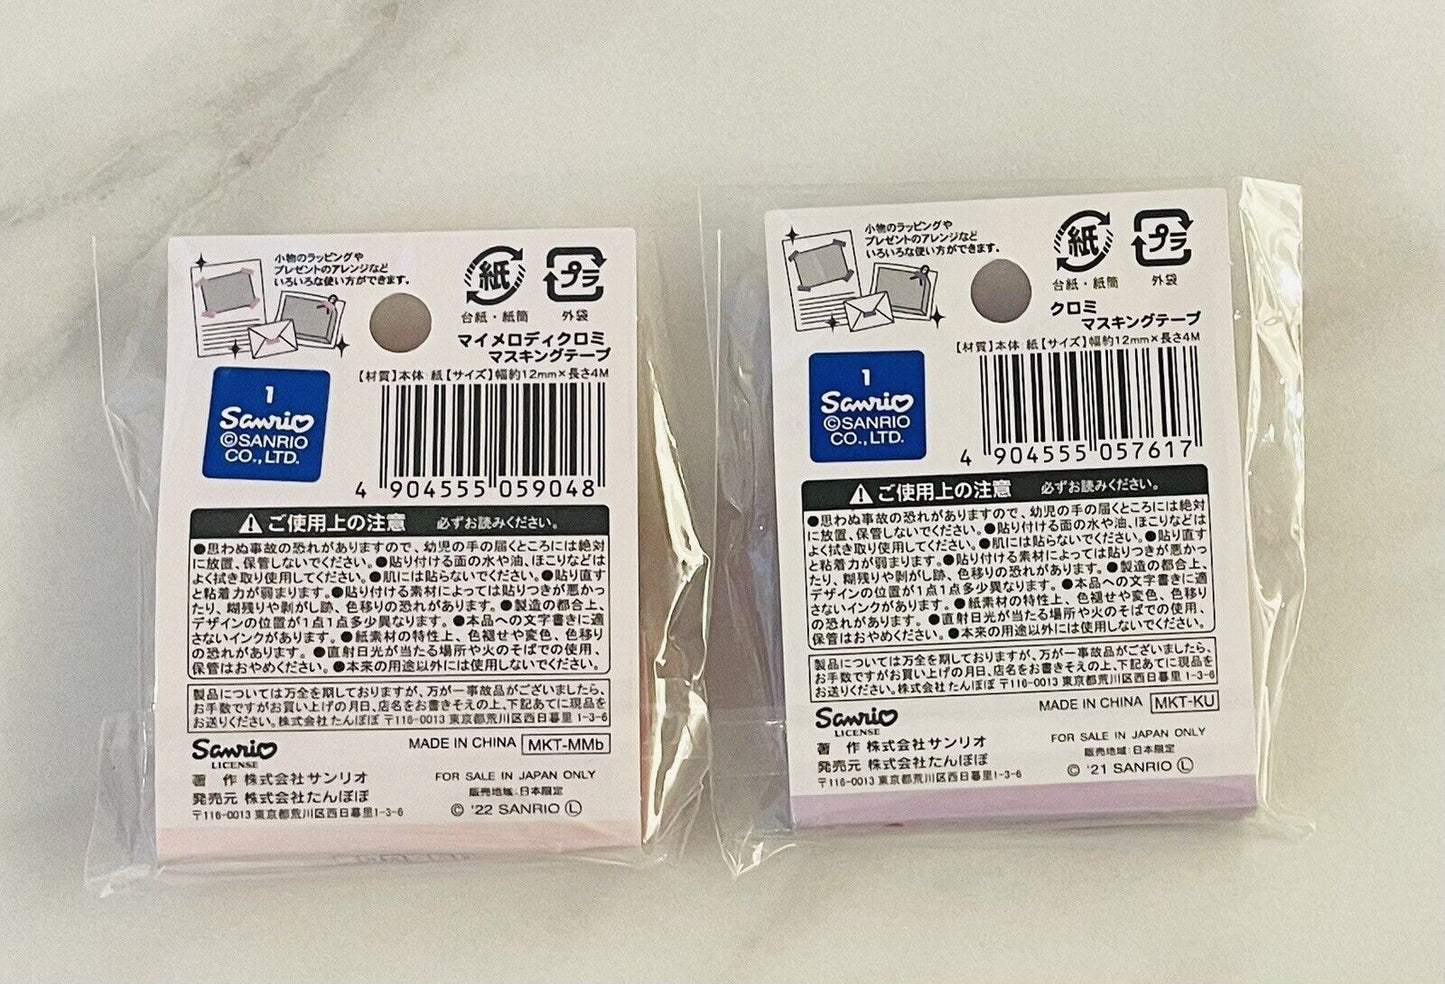 小物のラッピングや
プレゼントのアレンジなど
いろいろな使い方ができます。
紙
プラ
台紙・紙筒
外袋
マイメロディクロミ
マスキングテープ
【材質】本体 紙【サイズ】幅約12mm×長さ4M
1
Sanrio
©SANRIO
CO.,LTD.
4 904555 059048
ご使用上の注意 必ずお読みください。
●思わぬ事故の恐れがありますので、幼児の手の届くところには絶対
に放置、保管しないでください。●貼り付ける面の水や油、ほこりなどは
よく拭き取り使用してください。●肌には貼らないでください。●貼り直す
と粘着力が弱まります。●貼り付ける素材によっては貼りつきが悪かっ
たり、糊残りや剥がし跡、色移りの恐れがあります。●製造の都合上、
デザインの位置が1点1点多少異なります。●本品への文字書きに適
さないインクがあります。●紙素材の特性上、色褪せや変色、色移り
の恐れがあります。●直射日光が当たる場所や火のそばでの使用、
保管はおやめください。●本来の用途以外には使用しないでください。
製品については万全を期しておりますが、万が一事故品がございましたら、
お手数ですがお買い上げの月日、店名をお書きそえの上、下記あてに現品を
お送りください。株式会社 たんぽぽ 〒116-0013 東京都荒川区西日暮里 1-3-6
Sanrio
LICENSE
MADE IN CHINA MKT-MMb
著 作 株式会社サンリオ
発売元 株式会社たんぽぽ
〒116-0013 東京都荒川区西日暮里1-3-6
FOR SALE IN JAPAN ONLY
販売地域:日本限定
© '22 SANRIO Ⓛ
小物のラッピングや
プレゼントのアレンジなど
いろいろな使い方ができます。
紙
プラ
台紙・紙筒
外袋
クロミ
マスキングテープ
【材質】本体 紙【サイズ】幅約12mm×長さ4M
1
Sanrio
©SANRIO
CO.,LTD.
4 904555 057617
ご使用上の注意 必ずお読みください。
●思わぬ事故の恐れがありますので、幼児の手の届くところには絶対
に放置、保管しないでください。●貼り付ける面の水や油、ほこりなどは
よく拭き取り使用してください。●肌には貼らないでください。●貼り直す
と粘着力が弱まります。●貼り付ける素材によっては貼りつきが悪かっ
たり、糊残りや剥がし跡、色移りの恐れがあります。●製造の都合上、
デザインの位置が1点1点多少異なります。●本品への文字書きに適
さないインクがあります。●紙素材の特性上、色褪せや変色、色移り
の恐れがあります。●直射日光が当たる場所や火のそばでの使用、
保管はおやめください。●本来の用途以外には使用しないでください。
製品については万全を期しておりますが、万が一事故品がございましたら、
お手数ですがお買い上げの月日、店名をお書きそえの上、下記あてに現品を
お送りください。株式会社 たんぽぽ 〒116-0013 東京都荒川区西日暮里 1-3-6
Sanrio
LICENSE
MADE IN CHINA MKT-KU
著 作 株式会社サンリオ
発売元 株式会社たんぽぽ
〒116-0013 東京都荒川区西日暮里1-3-6
FOR SALE IN JAPAN ONLY
販売地域:日本限定
© '21 SANRIO Ⓛ